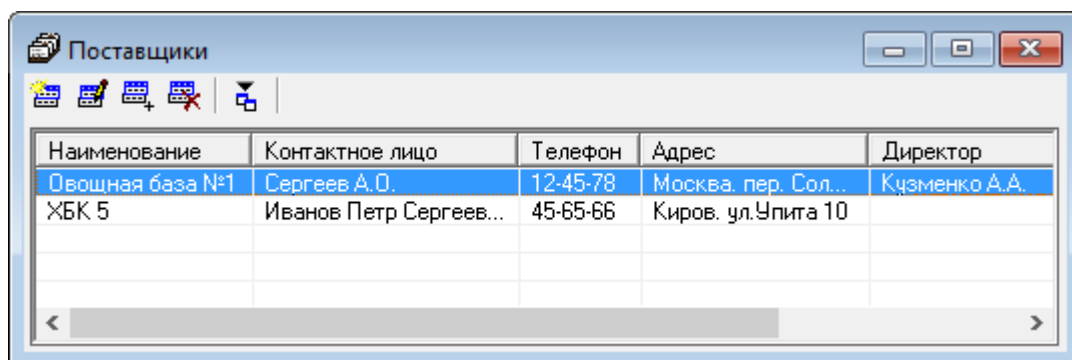 Поставщики
Наименование Контактное лицо Телефон Адрес Директор
Овощная база №1 Сергеев А.О. 12-45-78 Москва. пер. Сол... Кузменко А.А.
ХБК 5 Иванов Петр Сергеев... 45-65-66 Киров. ул.Упита 10